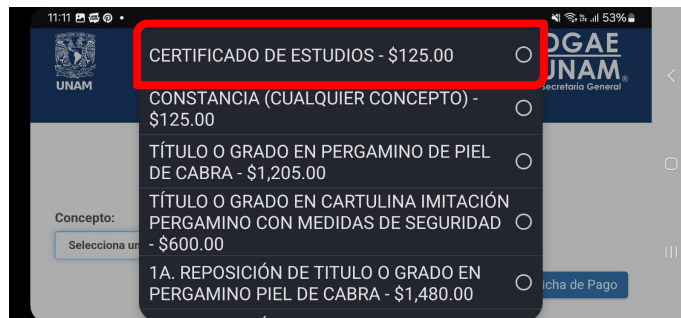 11:11
53%
UNAM
DGAE
UNAM
Secretaría General
CERTIFICADO DE ESTUDIOS - $125.00
CONSTANCIA (CUALQUIER CONCEPTO) -
$125.00
TÍTULO O GRADO EN PERGAMINO DE PIEL
DE CABRA - $1,205.00
TÍTULO O GRADO EN CARTULINA IMITACIÓN
PERGAMINO CON MEDIDAS DE SEGURIDAD
- $600.00
1A. REPOSICIÓN DE TITULO O GRADO EN
PERGAMINO PIEL DE CABRA - $1,480.00
Concepto:
Selecciona un
icha de Pago